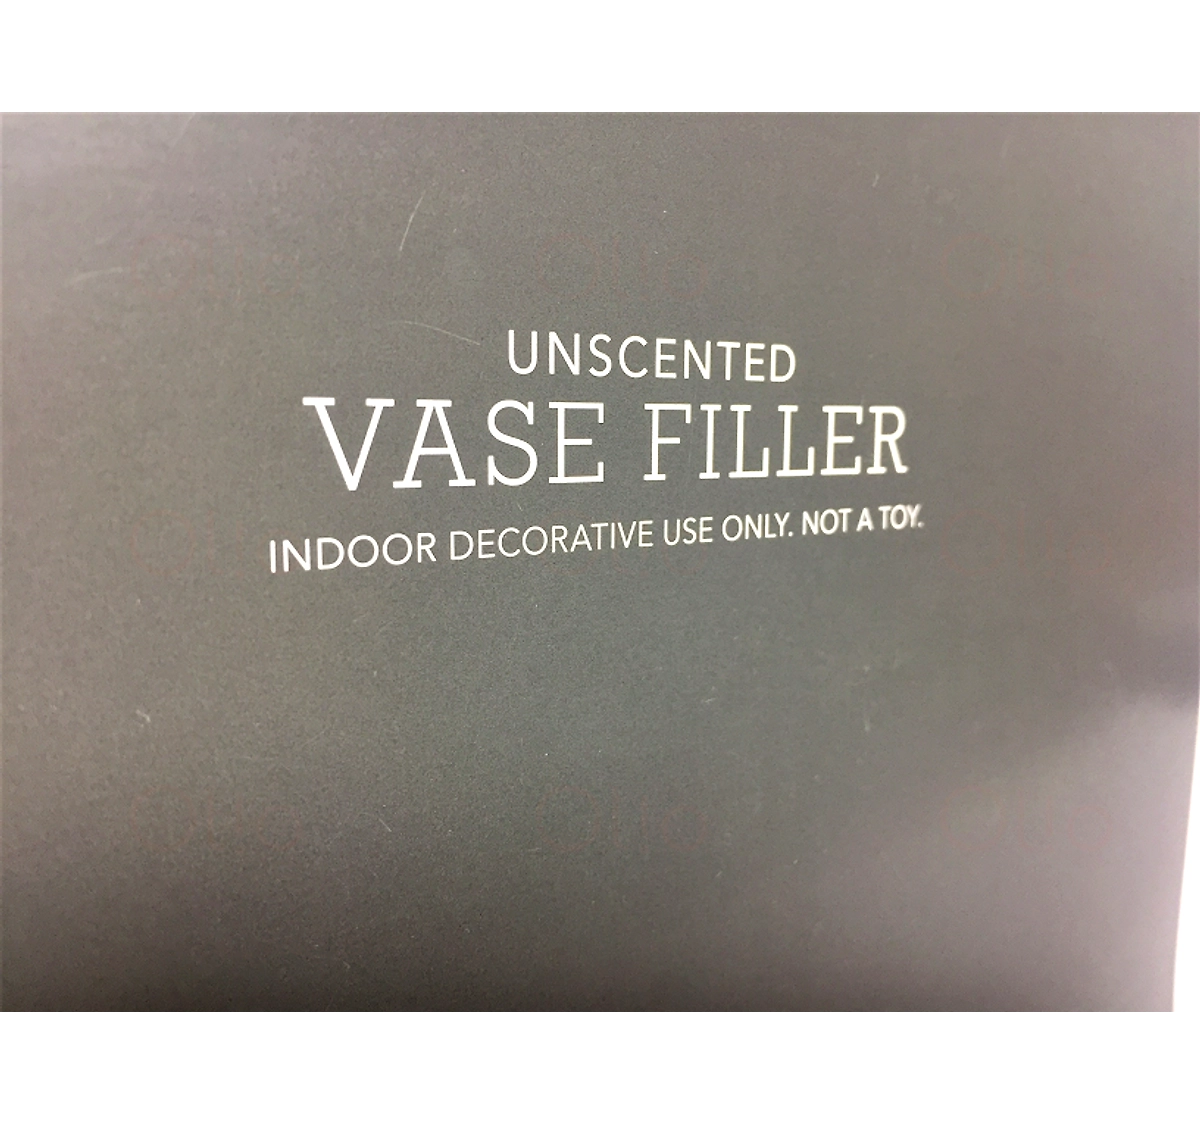 UNSCENTED
VASE FILLER
INDOOR DECORATIVE USE ONLY. NOT A TOY.